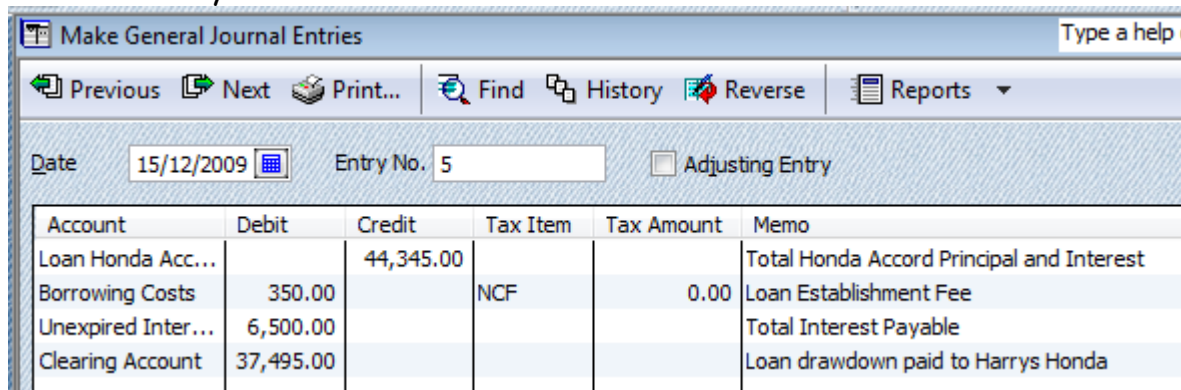 Make General Journal Entries Type a help
Previous Next Print... Find History Reverse Reports
Date 15/12/2009 Entry No. 5 Adjusting Entry
Account Debit Credit Tax Item Tax Amount Memo
Loan Honda Acc... 44,345.00 Total Honda Accord Principal and Interest
Borrowing Costs 350.00 NCF 0.00 Loan Establishment Fee
Unexpired Inter... 6,500.00 Total Interest Payable
Clearing Account 37,495.00 Loan drawdown paid to Harrys Honda